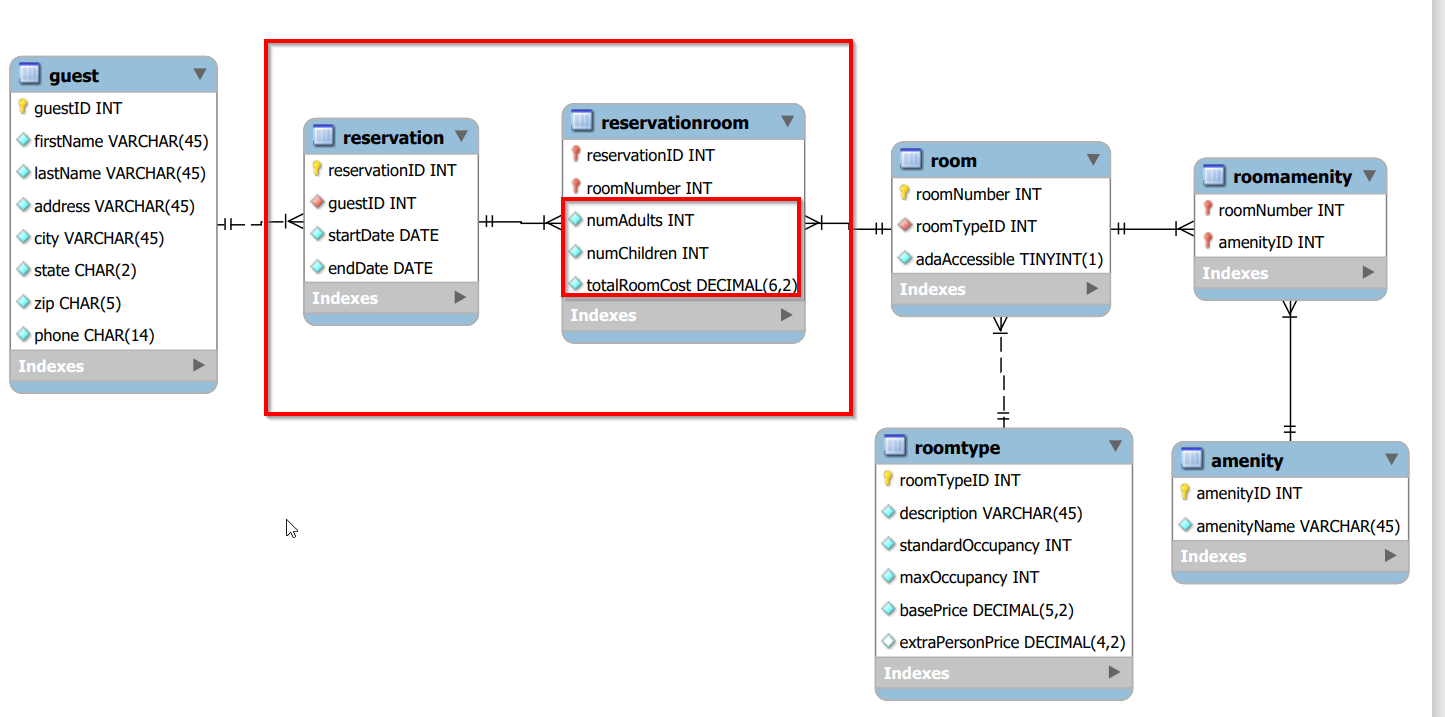 guest
guestID INT
firstName VARCHAR(45)
lastName VARCHAR(45)
address VARCHAR(45)
city VARCHAR(45)
state CHAR(2)
zip CHAR(5)
phone CHAR(14)
Indexes
reservation
reservationID INT
guestID INT
startDate DATE
endDate DATE
Indexes
reservationroom
reservationID INT
roomNumber INT
numAdults INT
numChildren INT
totalRoomCost DECIMAL(6,2)
Indexes
room
roomNumber INT
roomTypeID INT
adaAccessible TINYINT(1)
Indexes
roomamenity
roomNumber INT
amenityID INT
Indexes
roomtype
roomTypeID INT
description VARCHAR(45)
standardOccupancy INT
maxOccupancy INT
basePrice DECIMAL(5,2)
extraPersonPrice DECIMAL(4,2)
Indexes
amenity
amenityID INT
amenityName VARCHAR(45)
Indexes